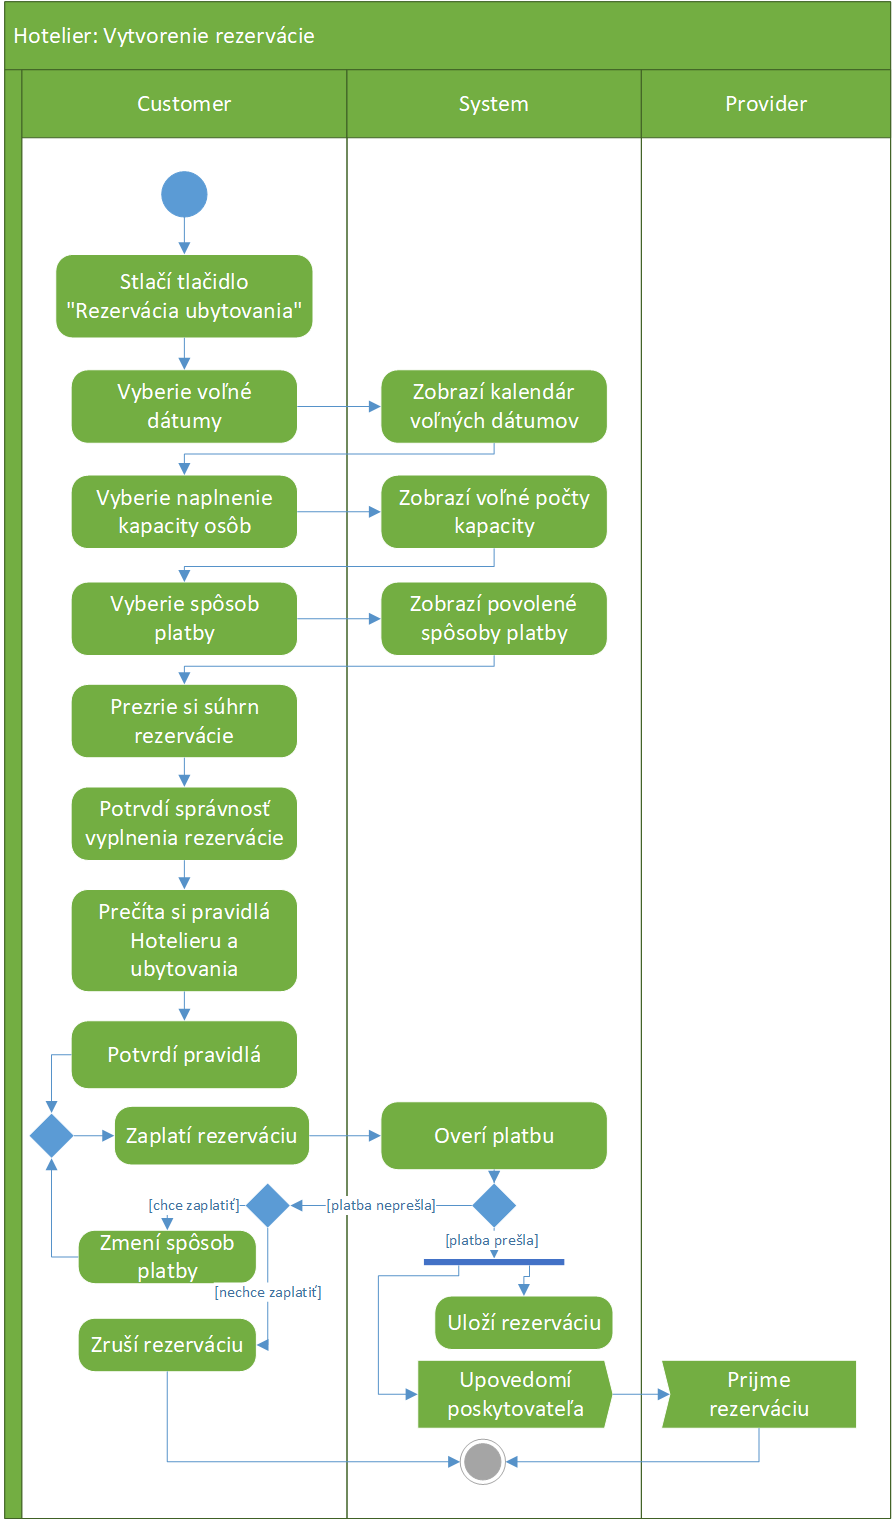 Hotelier: Vytvorenie rezervácie
Customer
System
Provider
Stlačí tlačidlo
"Rezervácia ubytovania"
Vyberie voľné
dátumy
Zobrazí kalendár
voľných dátumov
Vyberie naplnenie
kapacity osôb
Zobrazí voľné počty
kapacity
Vyberie spôsob
platby
Zobrazí povolené
spôsoby platby
Prezrie si súhrn
rezervácie
Potrvdí správnosť
vyplnenia rezervácie
Prečíta si pravidlá
Hotelieru a
ubytovania
Potvrdí pravidlá
Zaplatí rezerváciu
Overí platbu
[chce zaplatiť]
[platba neprešla]
[platba prešla]
Zmení spôsob
platby
[nechce zaplatiť]
Uloží rezerváciu
Zruší rezerváciu
Upovedomí
poskytovateľa
Prijme
rezerváciu